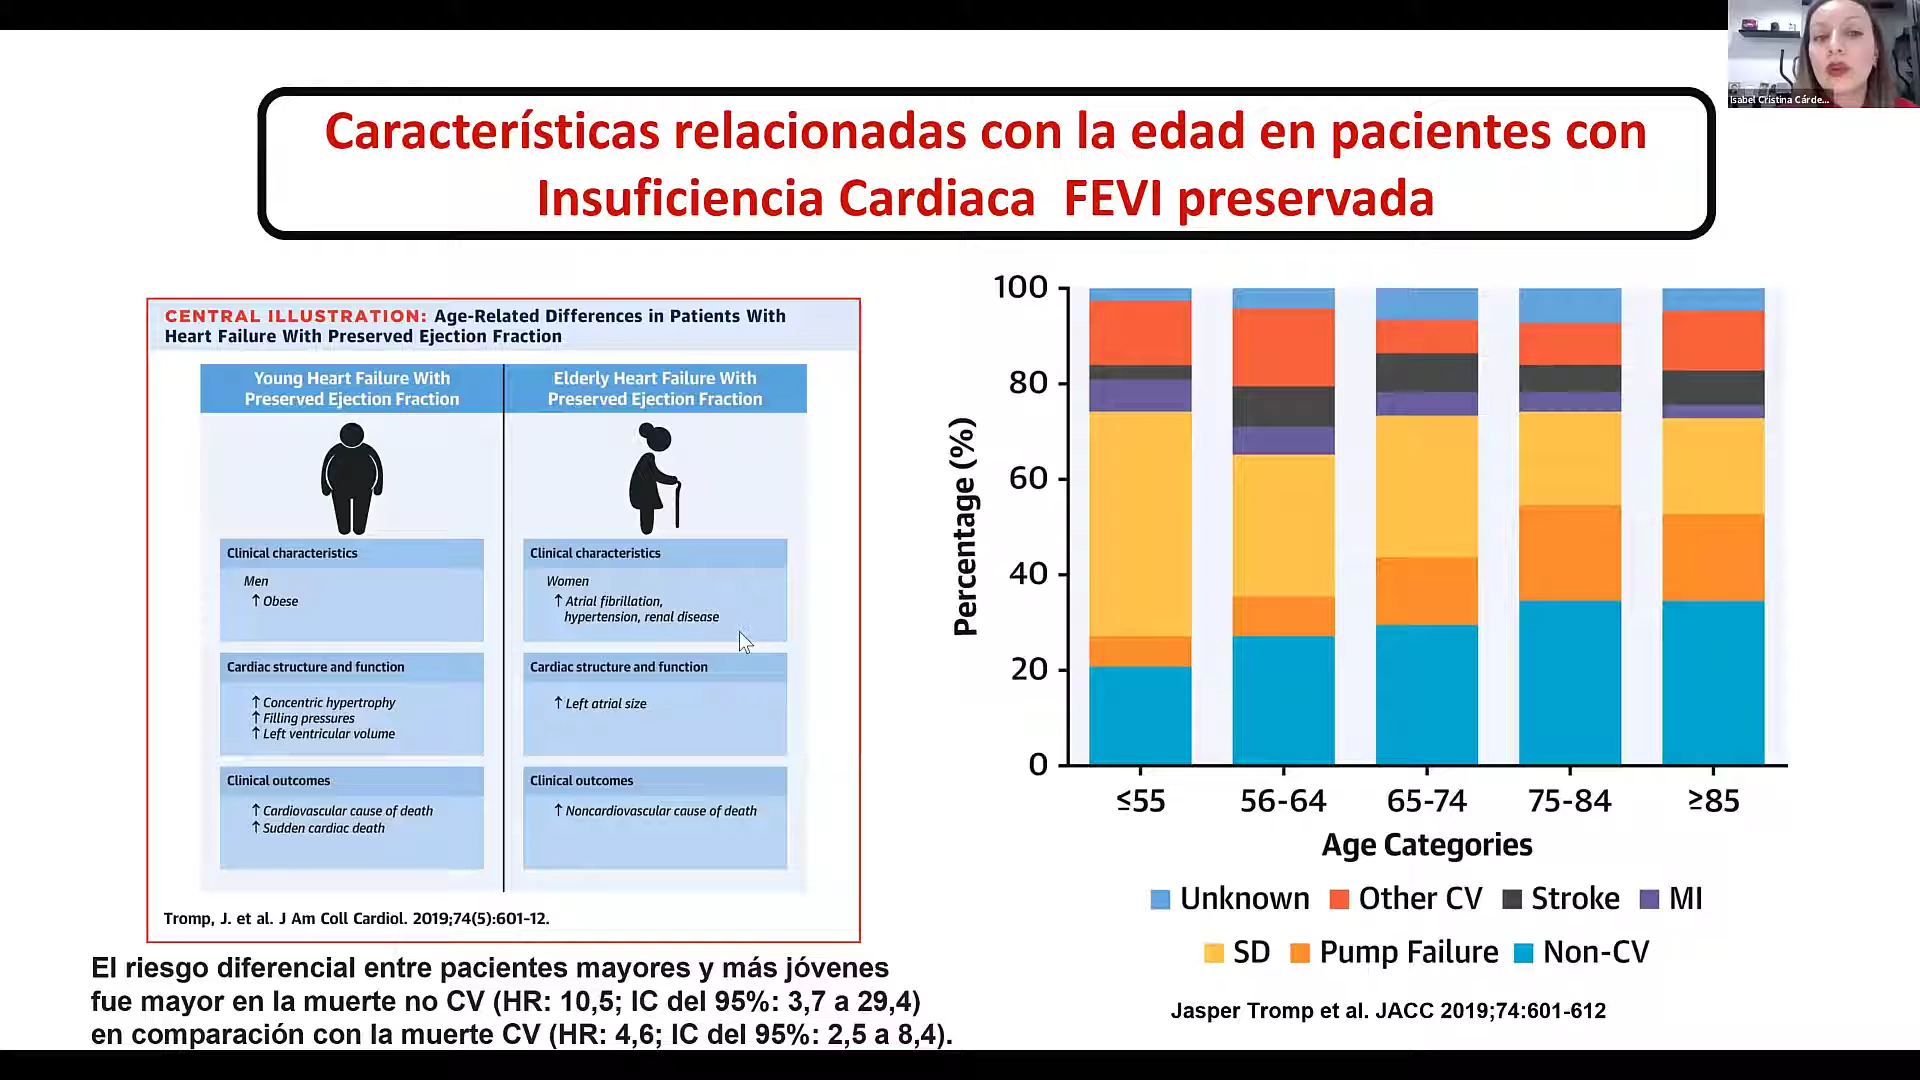 Isabel Cristina Cárde...
Características relacionadas con la edad en pacientes con
Insuficiencia Cardiaca FEVI preservada
CENTRAL ILLUSTRATION: Age-Related Differences in Patients With
Heart Failure With Preserved Ejection Fraction
Young Heart Failure With
Preserved Ejection Fraction
Clinical characteristics
Men
↑ Obese
Cardiac structure and function
↑ Concentric hypertrophy
↑ Filling pressures
↑ Left ventricular volume
Clinical outcomes
↑ Cardiovascular cause of death
↑ Sudden cardiac death
Elderly Heart Failure With
Preserved Ejection Fraction
Clinical characteristics
Women
↑ Atrial fibrillation,
hypertension, renal disease
Cardiac structure and function
↑ Left atrial size
Clinical outcomes
↑ Noncardiovascular cause of death
Tromp, J. et al. J Am Coll Cardiol. 2019;74(5):601-12.
El riesgo diferencial entre pacientes mayores y más jóvenes
fue mayor en la muerte no CV (HR: 10,5; IC del 95%: 3,7 a 29,4)
en comparación con la muerte CV (HR: 4,6; IC del 95%: 2,5 a 8,4).
Percentage (%)
100
80
60
40
20
0
≤55 56-64 65-74 75-84 ≥85
Age Categories
Unknown Other CV Stroke MI
SD Pump Failure Non-CV
Jasper Tromp et al. JACC 2019;74:601-612